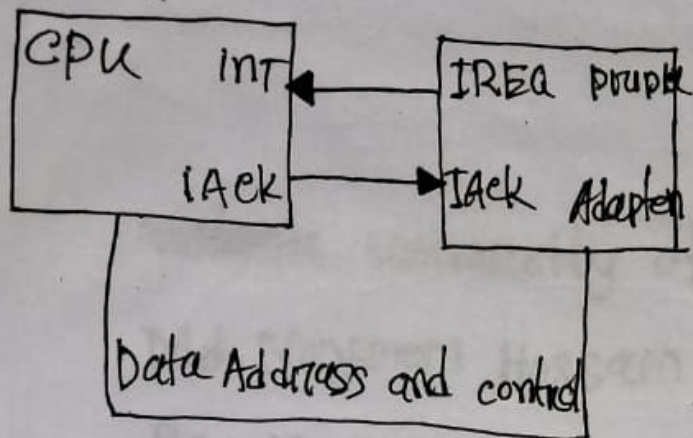 CPU INT
IACK
IREQ
IACK Adapter
Data Address and control